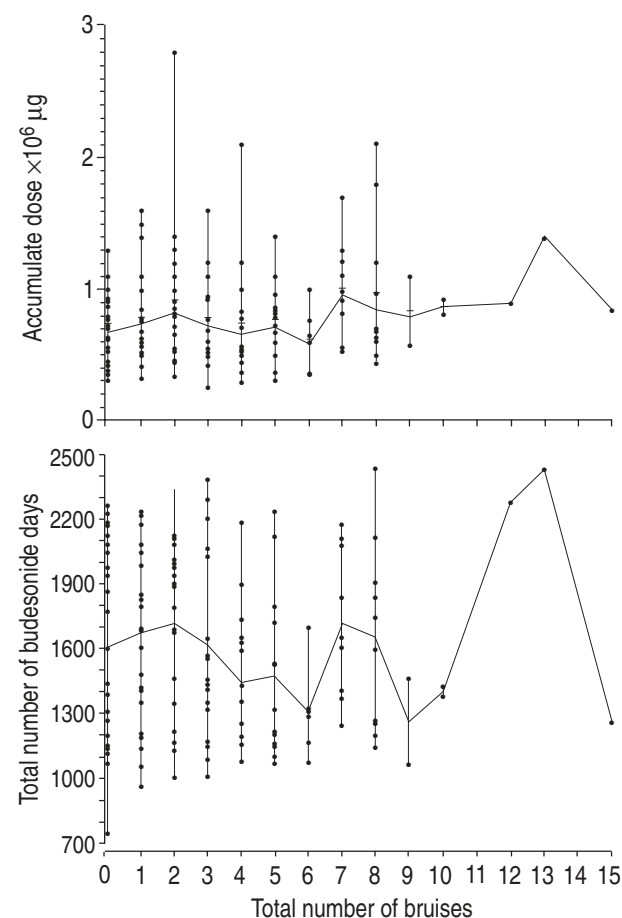 Accumulate dose ×10⁶ μg
3
2
1
0
Total number of budesonide days
2500
2200
1900
1600
1300
1000
700
0 1 2 3 4 5 6 7 8 9 10 11 12 13 14 15
Total number of bruises